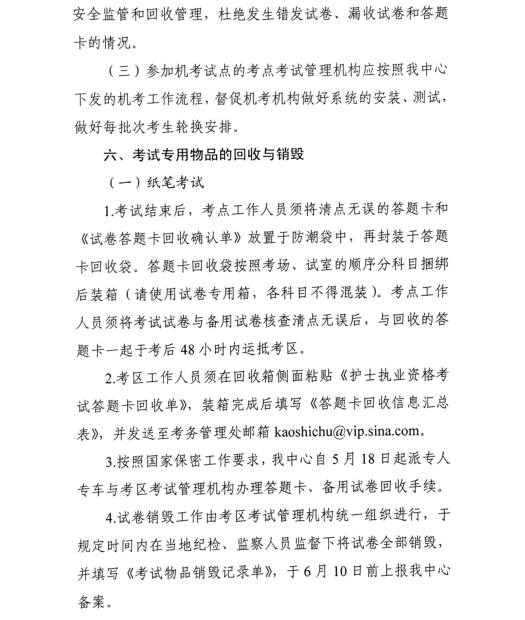 安全监管和回收管理，杜绝发生错发试卷、漏收试卷和答题
卡的情况。
（三）参加机考试点的考点考试管理机构应按照我中心
下发的机考工作流程，督促机考机构做好系统的安装、测试，
做好每批次考生轮换安排。
六、考试专用物品的回收与销毁
（一）纸笔考试
1.考试结束后，考点工作人员须将清点无误的答题卡和
《试卷答题卡回收确认单》放置于防潮袋中，再封装于答题
卡回收袋。答题卡回收袋按照考场、试室的顺序分科目捆绑
后装箱（请使用试卷专用箱，各科目不得混装）。考点工作
人员须将考试试卷与备用试卷核查清点无误后，与回收的答
题卡一起于考后 48 小时内运抵考区。
2.考区工作人员须在回收箱侧面粘贴《护士执业资格考
试答题卡回收单》，装箱完成后填写《答题卡回收信息汇总
表》，并发送至考务管理处邮箱 kaoshichu@vip.sina.com。
3.按照国家保密工作要求，我中心自 5 月 18 日起派专人
专车与考区考试管理机构办理答题卡、备用试卷回收手续。
4.试卷销毁工作由考区考试管理机构统一组织进行，于
规定时间内在当地纪检、监察人员监督下将试卷全部销毁，
并填写《考试物品销毁记录单》，于 6 月 10 日前上报我中心
备案。